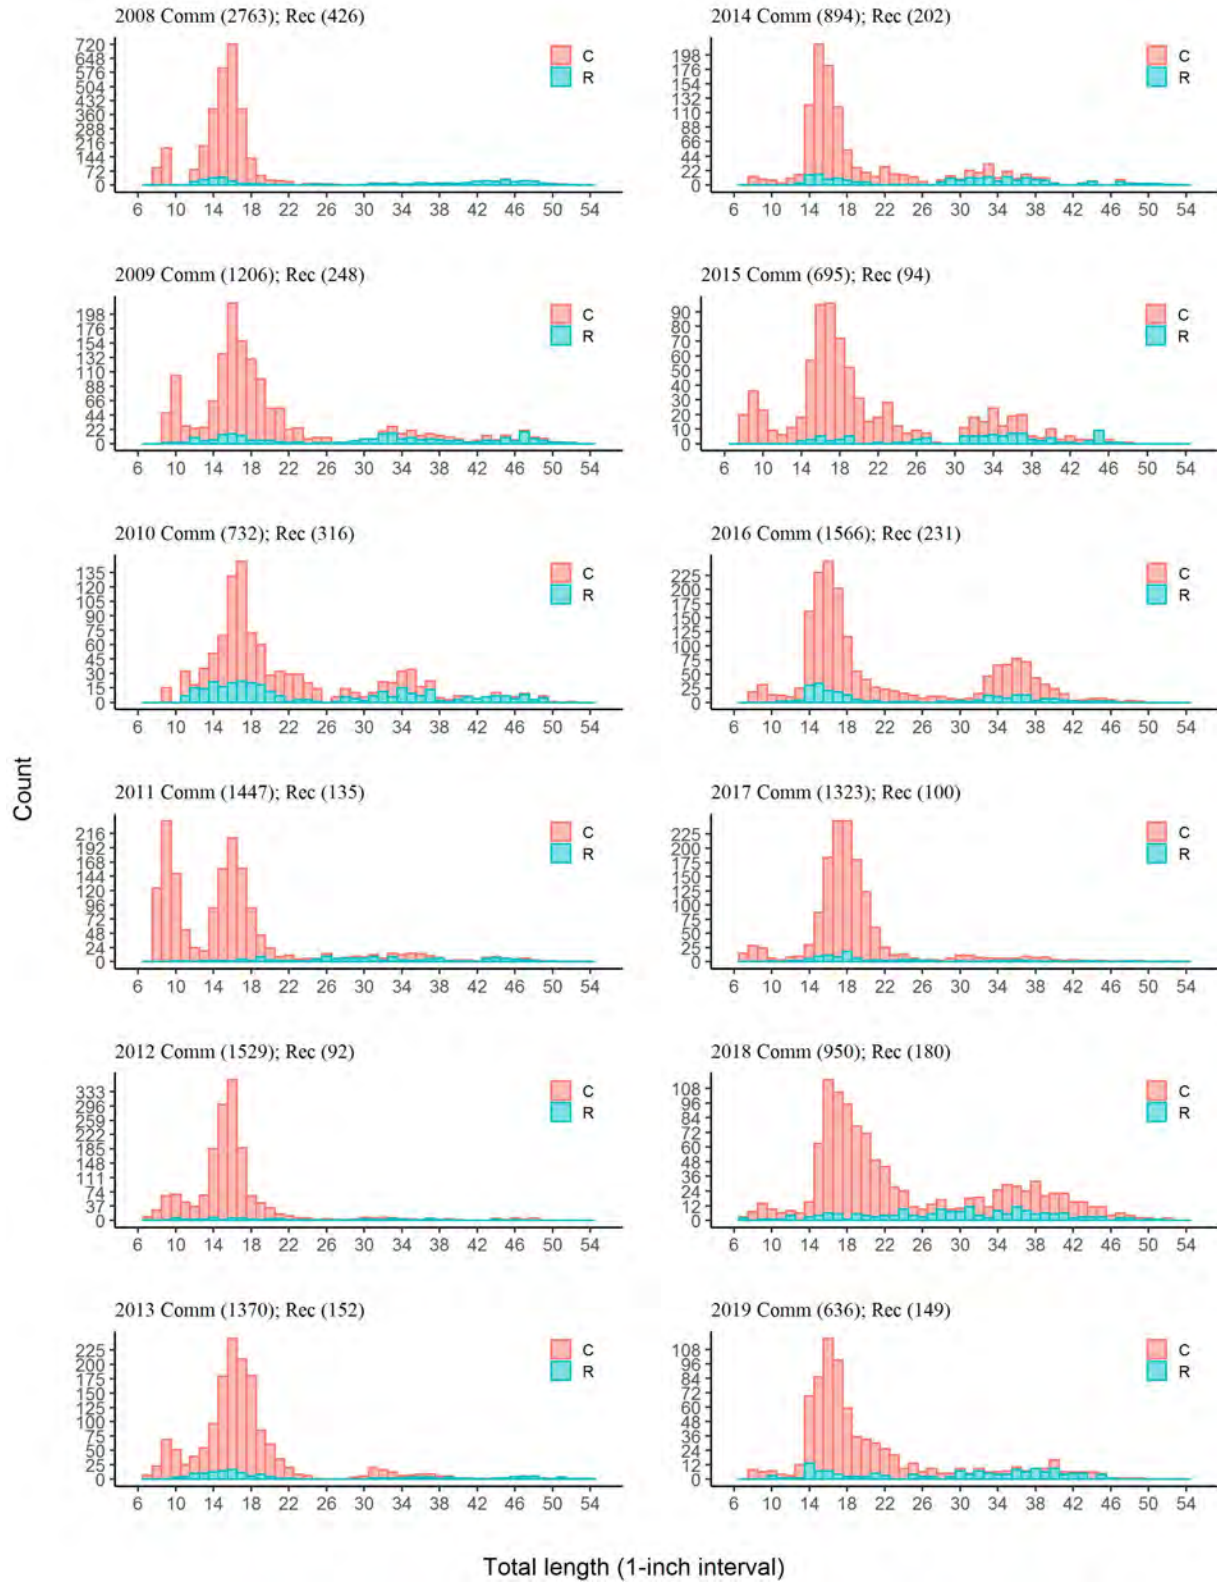 2008 Comm (2763); Rec (426)
720
648
576
504
432
360
288
216
144
72
0
C
R
6 10 14 18 22 26 30 34 38 42 46 50 54
2009 Comm (1206); Rec (248)
198
176
154
132
110
88
66
44
22
0
C
R
6 10 14 18 22 26 30 34 38 42 46 50 54
2010 Comm (732); Rec (316)
135
120
105
90
75
60
45
30
15
0
C
R
6 10 14 18 22 26 30 34 38 42 46 50 54
2011 Comm (1447); Rec (135)
216
192
168
144
120
96
72
48
24
0
C
R
6 10 14 18 22 26 30 34 38 42 46 50 54
2012 Comm (1529); Rec (92)
333
296
259
222
185
148
111
74
37
0
C
R
6 10 14 18 22 26 30 34 38 42 46 50 54
2013 Comm (1370); Rec (152)
225
200
175
150
125
100
75
50
25
0
C
R
6 10 14 18 22 26 30 34 38 42 46 50 54
2014 Comm (894); Rec (202)
198
176
154
132
110
88
66
44
22
0
C
R
6 10 14 18 22 26 30 34 38 42 46 50 54
2015 Comm (695); Rec (94)
90
80
70
60
50
40
30
20
10
0
C
R
6 10 14 18 22 26 30 34 38 42 46 50 54
2016 Comm (1566); Rec (231)
225
200
175
150
125
100
75
50
25
0
C
R
6 10 14 18 22 26 30 34 38 42 46 50 54
2017 Comm (1323); Rec (100)
225
200
175
150
125
100
75
50
25
0
C
R
6 10 14 18 22 26 30 34 38 42 46 50 54
2018 Comm (950); Rec (180)
108
96
84
72
60
48
36
24
12
0
C
R
6 10 14 18 22 26 30 34 38 42 46 50 54
2019 Comm (636); Rec (149)
108
96
84
72
60
48
36
24
12
0
C
R
6 10 14 18 22 26 30 34 38 42 46 50 54
Count
Total length (1-inch interval)